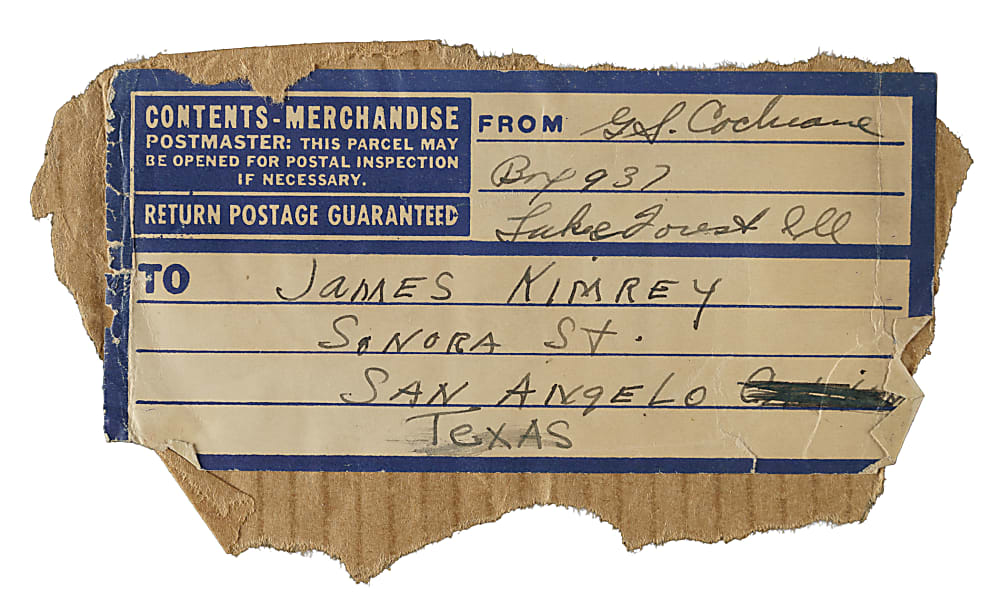 CONTENTS-MERCHANDISE
POSTMASTER: THIS PARCEL MAY
BE OPENED FOR POSTAL INSPECTION
IF NECESSARY.
RETURN POSTAGE GUARANTEED
FROM G.S. Cochrane
Box 937
Lake Forest Ill
TO JAMES KIMREY
SONORA St.
SAN ANGELO
TEXAS